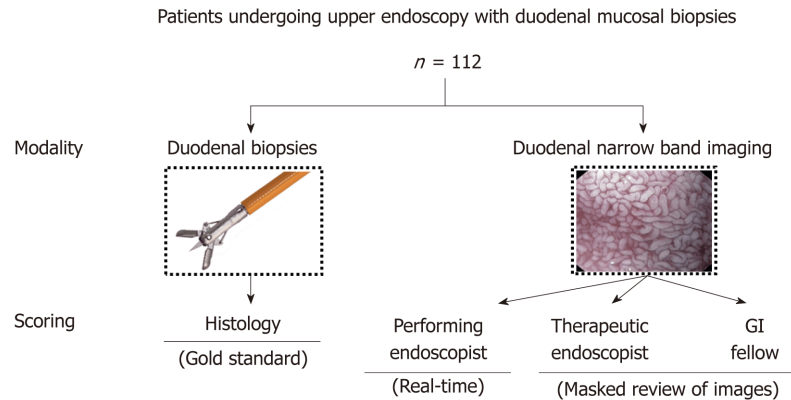 Patients undergoing upper endoscopy with duodenal mucosal biopsies
n = 112
Modality
Duodenal biopsies
Duodenal narrow band imaging
Scoring
Histology
(Gold standard)
Performing
endoscopist
(Real-time)
Therapeutic
endoscopist
GI
fellow
(Masked review of images)